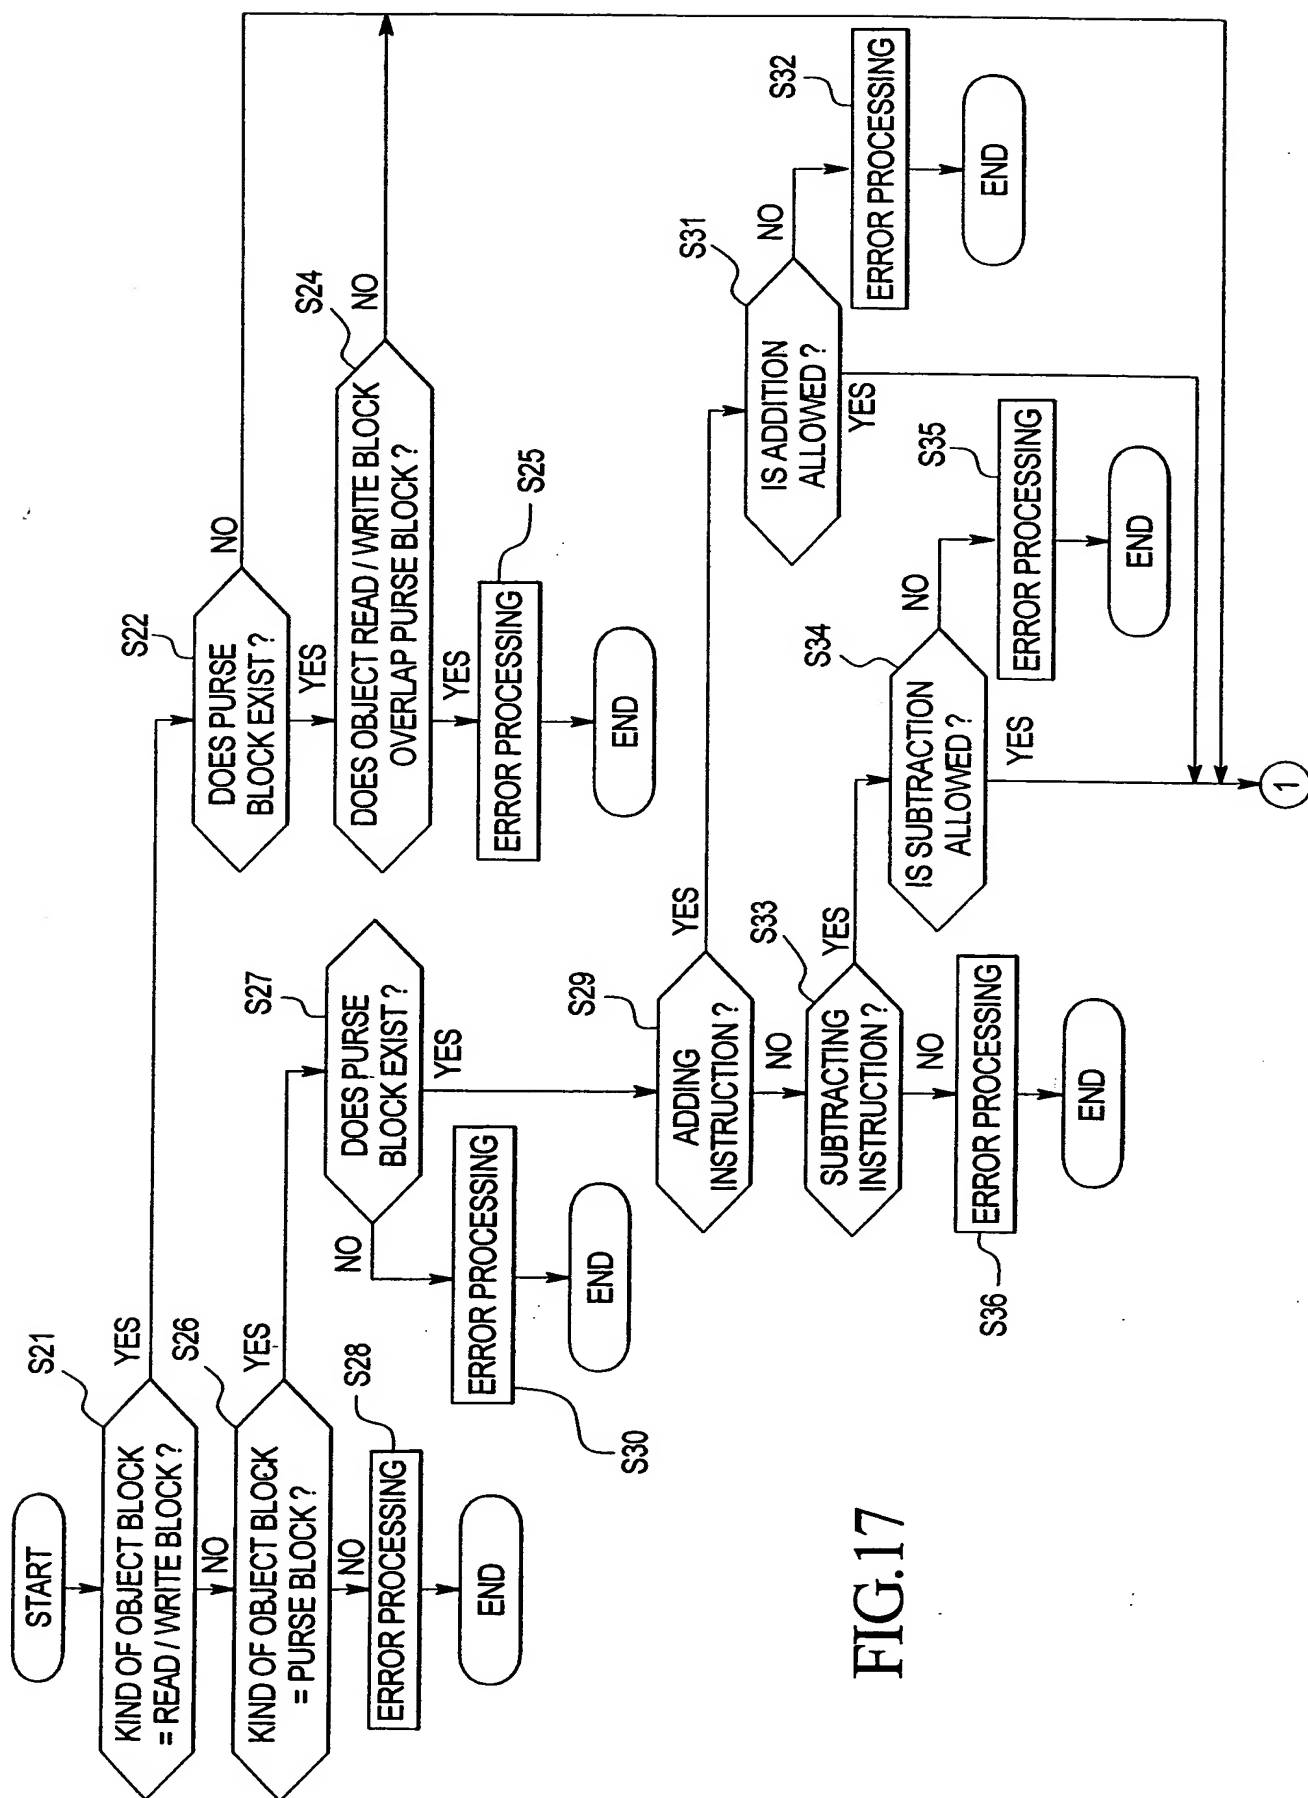 START
S21
KIND OF OBJECT BLOCK
= READ / WRITE BLOCK ?
YES
NO
S26
KIND OF OBJECT BLOCK
= PURSE BLOCK ?
YES
NO
S28
ERROR PROCESSING
END
S22
DOES PURSE
BLOCK EXIST ?
NO
YES
S24
DOES OBJECT READ / WRITE BLOCK
OVERLAP PURSE BLOCK ?
NO
YES
S25
ERROR PROCESSING
END
S27
DOES PURSE
BLOCK EXIST ?
NO
YES
ERROR PROCESSING
S30
END
S29
ADDING
INSTRUCTION ?
YES
NO
S33
SUBTRACTING
INSTRUCTION ?
YES
NO
ERROR PROCESSING
S36
END
S31
IS ADDITION
ALLOWED ?
NO
YES
S32
ERROR PROCESSING
END
S34
IS SUBTRACTION
ALLOWED ?
NO
YES
S35
ERROR PROCESSING
END
1
FIG.17